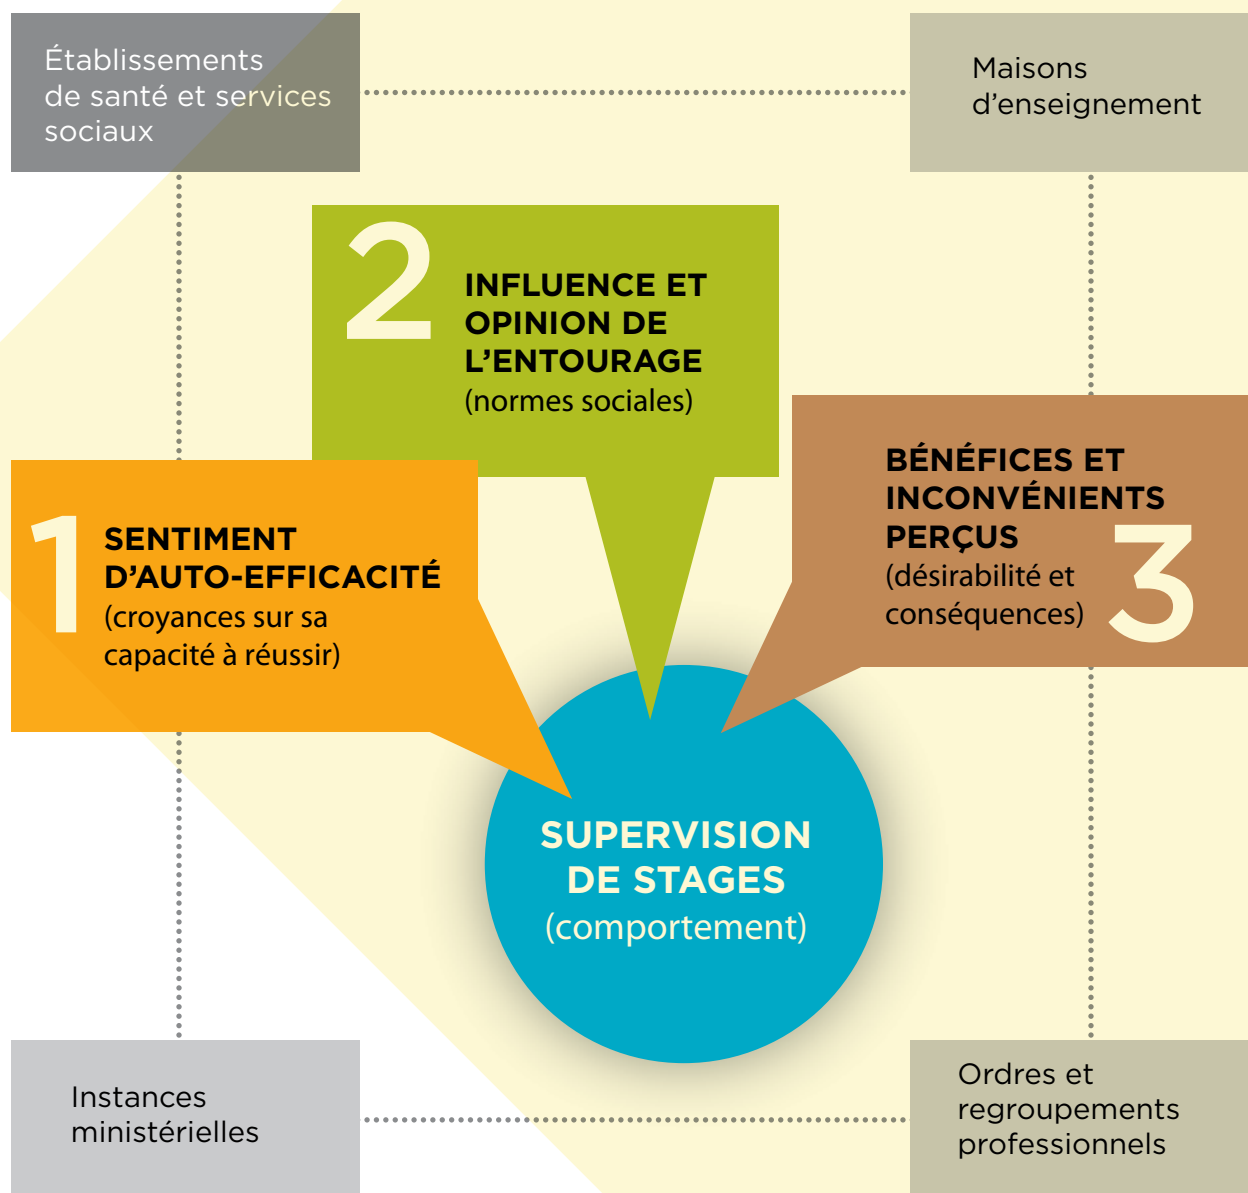 Établissements
de santé et services
sociaux
Maisons
d’enseignement
2
INFLUENCE ET
OPINION DE
L’ENTOURAGE
(normes sociales)
1
SENTIMENT
D’AUTO-EFFICACITÉ
(croyances sur sa
capacité à réussir)
BÉNÉFICES ET
INCONVÉNIENTS
PERÇUS
(désirabilité et
conséquences)
3
SUPERVISION
DE STAGES
(comportement)
Instances
ministérielles
Ordres et
regroupements
professionnels